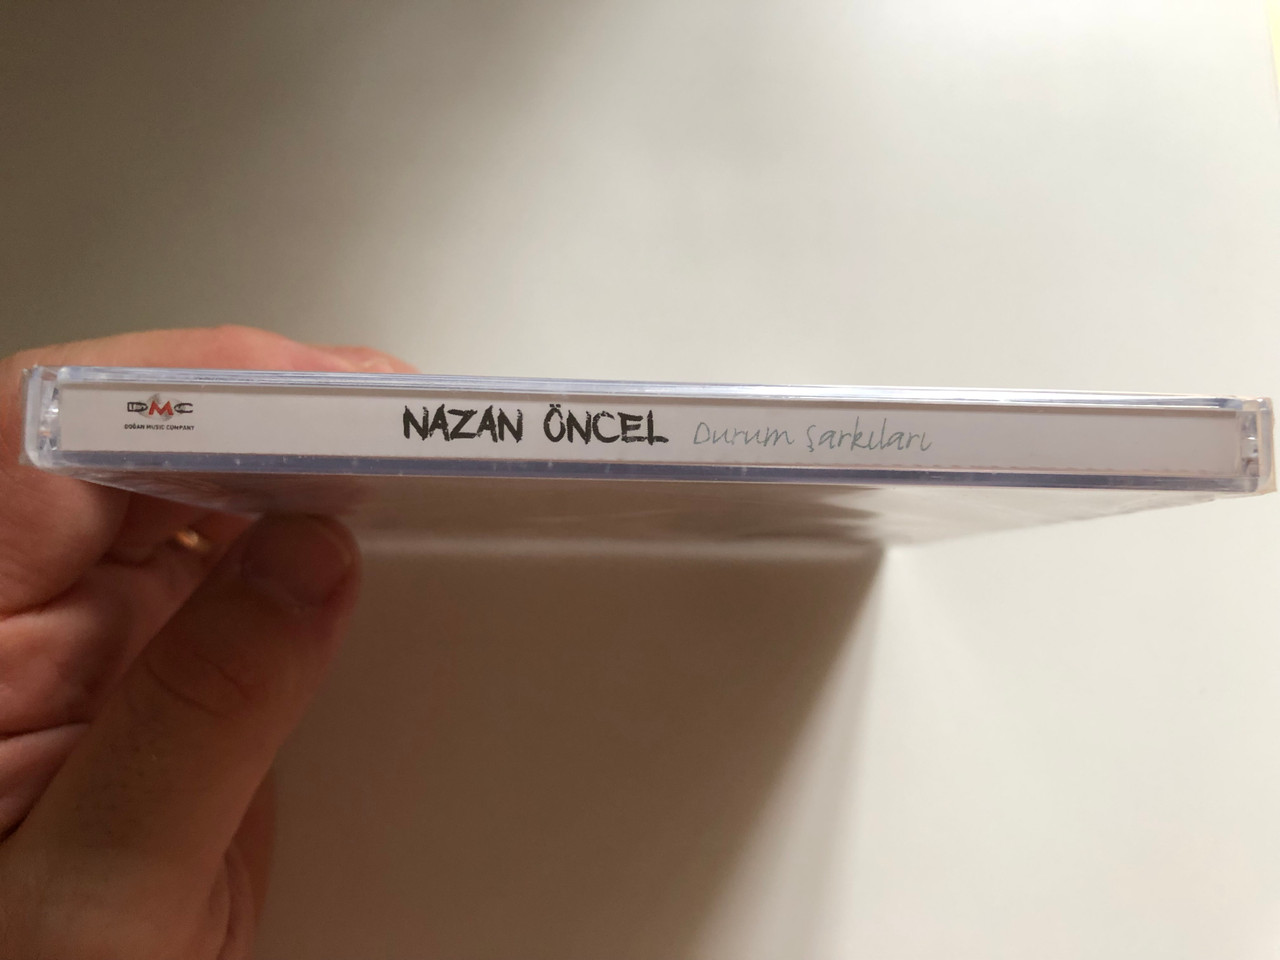 DMC
DOĞAN MUSIC COMPANY
NAZAN ÖNCEL Durum Şarkıları